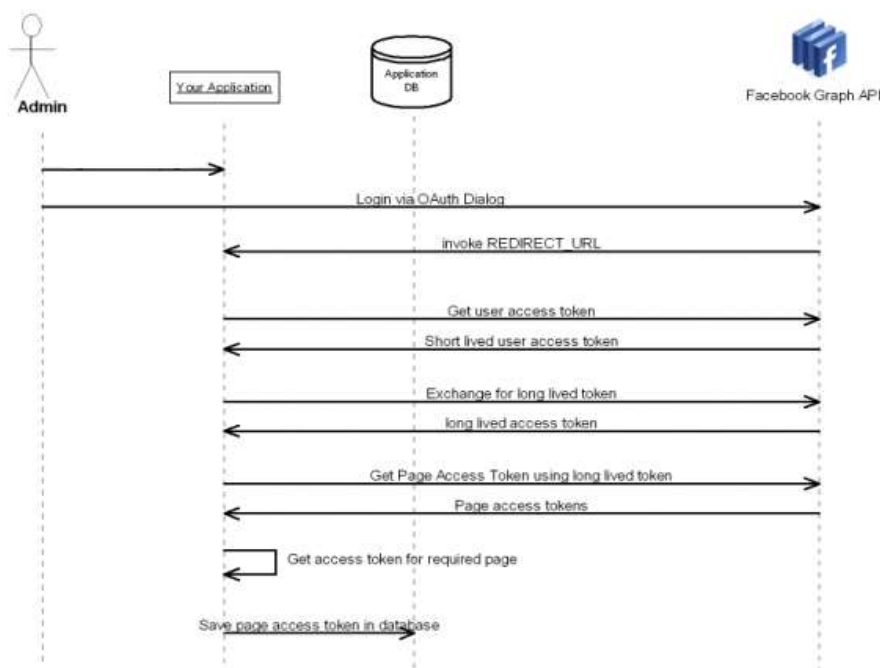 Admin
Your Application
Application
DB
Facebook Graph API
Login via OAuth Dialog
invoke REDIRECT_URL
Get user access token
Short lived user access token
Exchange for long lived token
long lived access token
Get Page Access Token using long lived token
Page access tokens
Get access token for required page
Save page access token in database